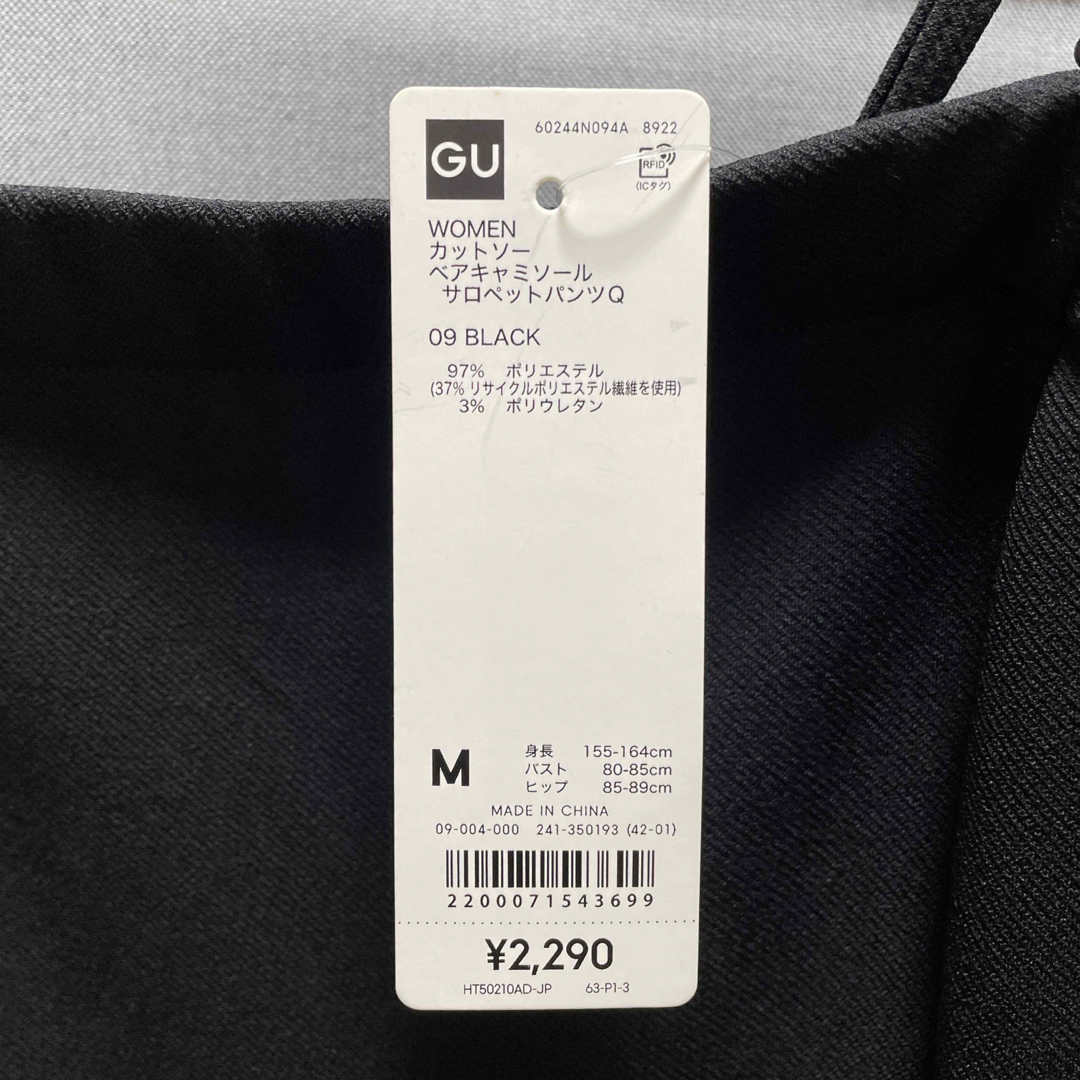 GU
60244N094A 8922
RFID
(ICタグ)
WOMEN
カットソー
ベアキャミソール
サロペットパンツQ
09 BLACK
97% ポリエステル
(37% リサイクルポリエステル繊維を使用)
3% ポリウレタン
M
身長 155-164cm
バスト 80-85cm
ヒップ 85-89cm
MADE IN CHINA
09-004-000 241-350193 (42-01)
2200071543699
¥2,290
HT50210AD-JP 63-P1-3